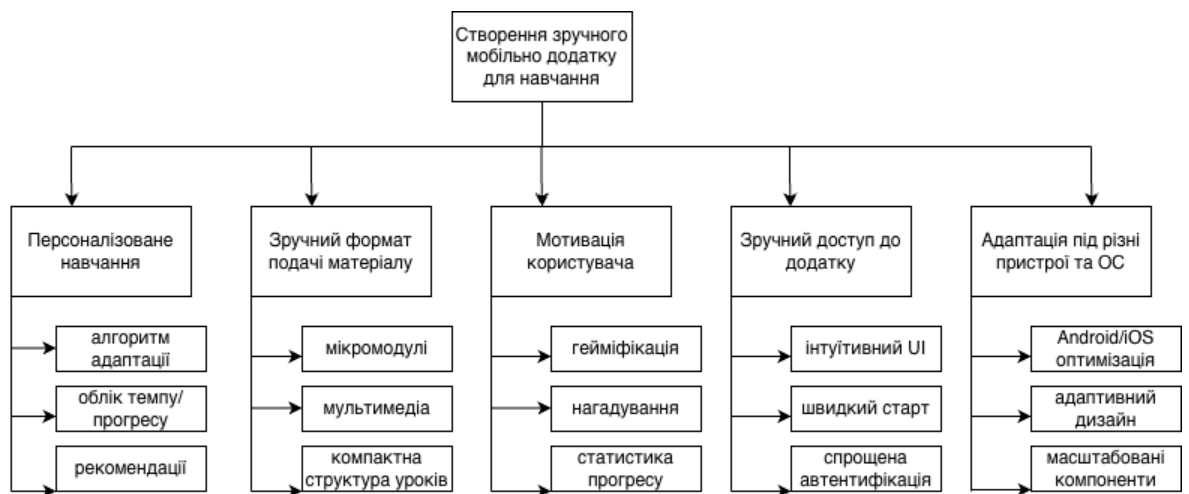 Створення зручного
мобільно додатку
для навчання
Персоналізоване
навчання
Зручний формат
подачі матеріалу
Мотивація
користувача
Зручний доступ до
додатку
Адаптація під різні
пристрої та ОС
алгоритм
адаптації
облік темпу/
прогресу
рекомендації
мікромодулі
мультимедіа
компактна
структура уроків
гейміфікація
нагадування
статистика
прогресу
інтуїтивний UI
швидкий старт
спрощена
автентифікація
Android/iOS
оптимізація
адаптивний
дизайн
масштабовані
компоненти